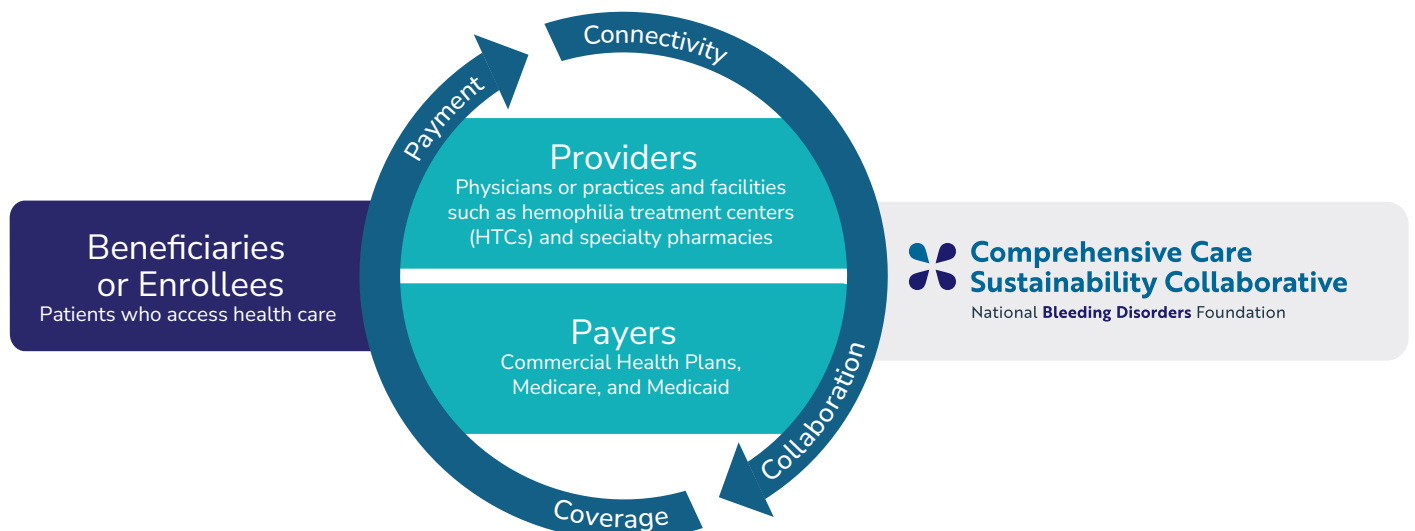 Connectivity
Payment
Providers
Physicians or practices and facilities
such as hemophilia treatment centers
(HTCs) and specialty pharmacies
Beneficiaries
or Enrollees
Patients who access health care
Comprehensive Care
Sustainability Collaborative
National Bleeding Disorders Foundation
Payers
Commercial Health Plans,
Medicare, and Medicaid
Collaboration
Coverage